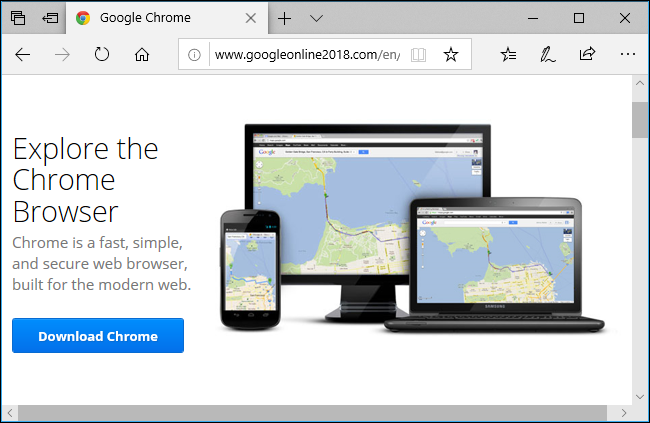 Google Chrome
www.googleonline2018.com/en/
Explore the
Chrome
Browser
Chrome is a fast, simple,
and secure web browser,
built for the modern web.
Download Chrome
Google
Google
SAMSUNG